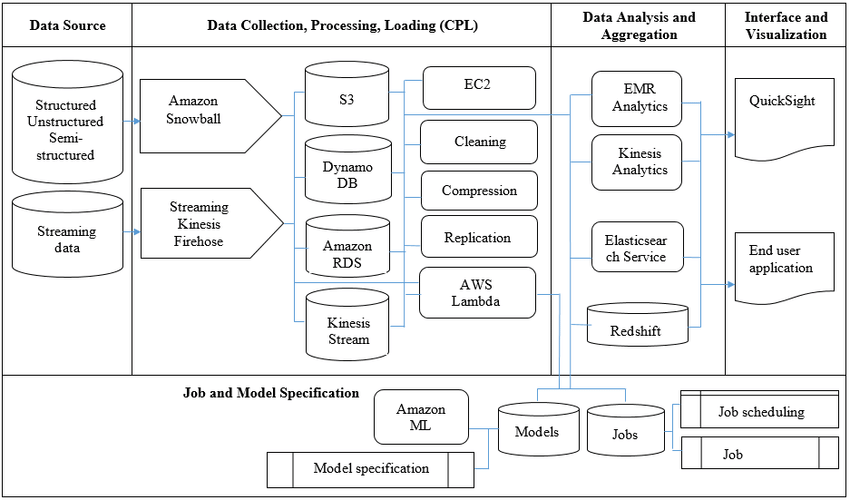 Data Source
Data Collection, Processing, Loading (CPL)
Data Analysis and
Aggregation
Interface and
Visualization
Structured
Unstructured
Semi-
structured
Streaming
data
Amazon
Snowball
Streaming
Kinesis
Firehose
S3
Dynamo
DB
Amazon
RDS
Kinesis
Stream
EC2
Cleaning
Compression
Replication
AWS
Lambda
EMR
Analytics
Kinesis
Analytics
Elasticsear
ch Service
Redshift
QuickSight
End user
application
Job and Model Specification
Amazon
ML
Model specification
Models
Jobs
Job scheduling
Job